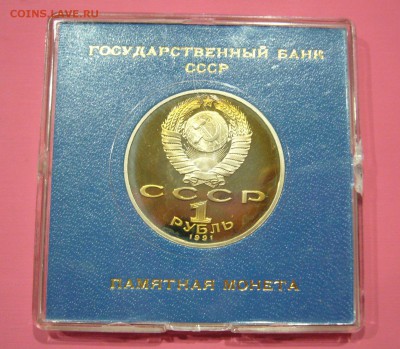 COINS.LAVE.RU
ГОСУДАРСТВЕННЫЙ БАНК
СССР
СССР
1
РУБЛЬ
1991
ПАМЯТНАЯ МОНЕТА